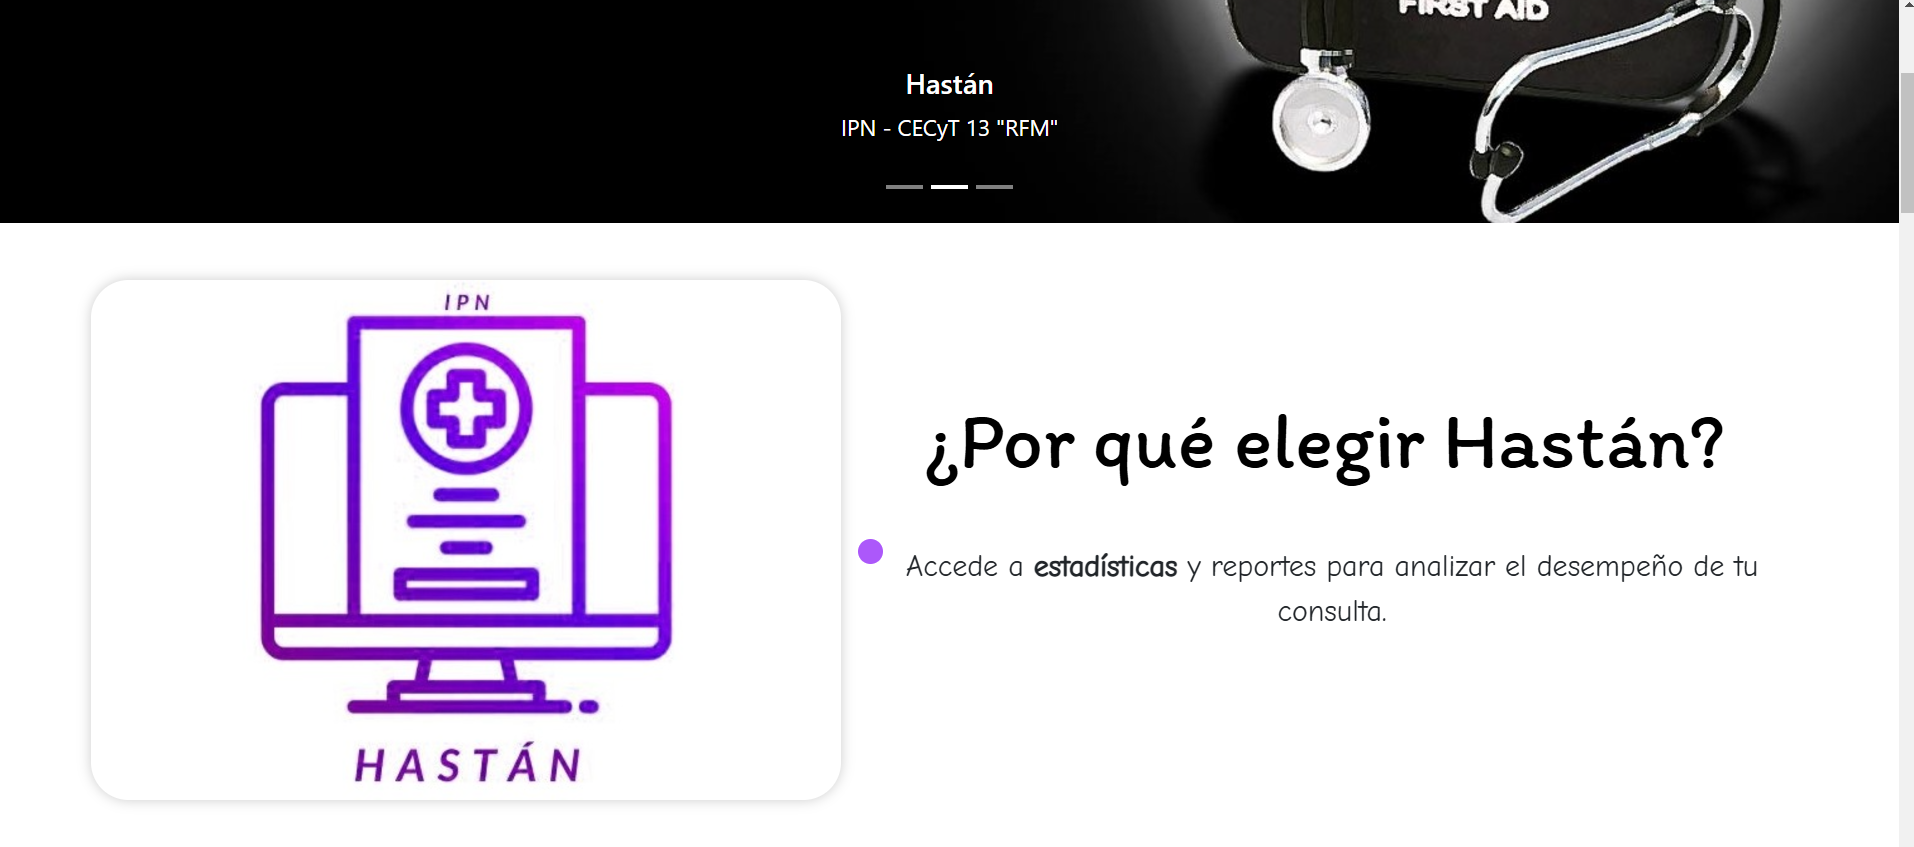 FIRST AID
Hastán
IPN - CECyT 13 "RFM"
IPN
HASTÁN
¿Por qué elegir Hastán?
Accede a estadísticas y reportes para analizar el desempeño de tu
consulta.